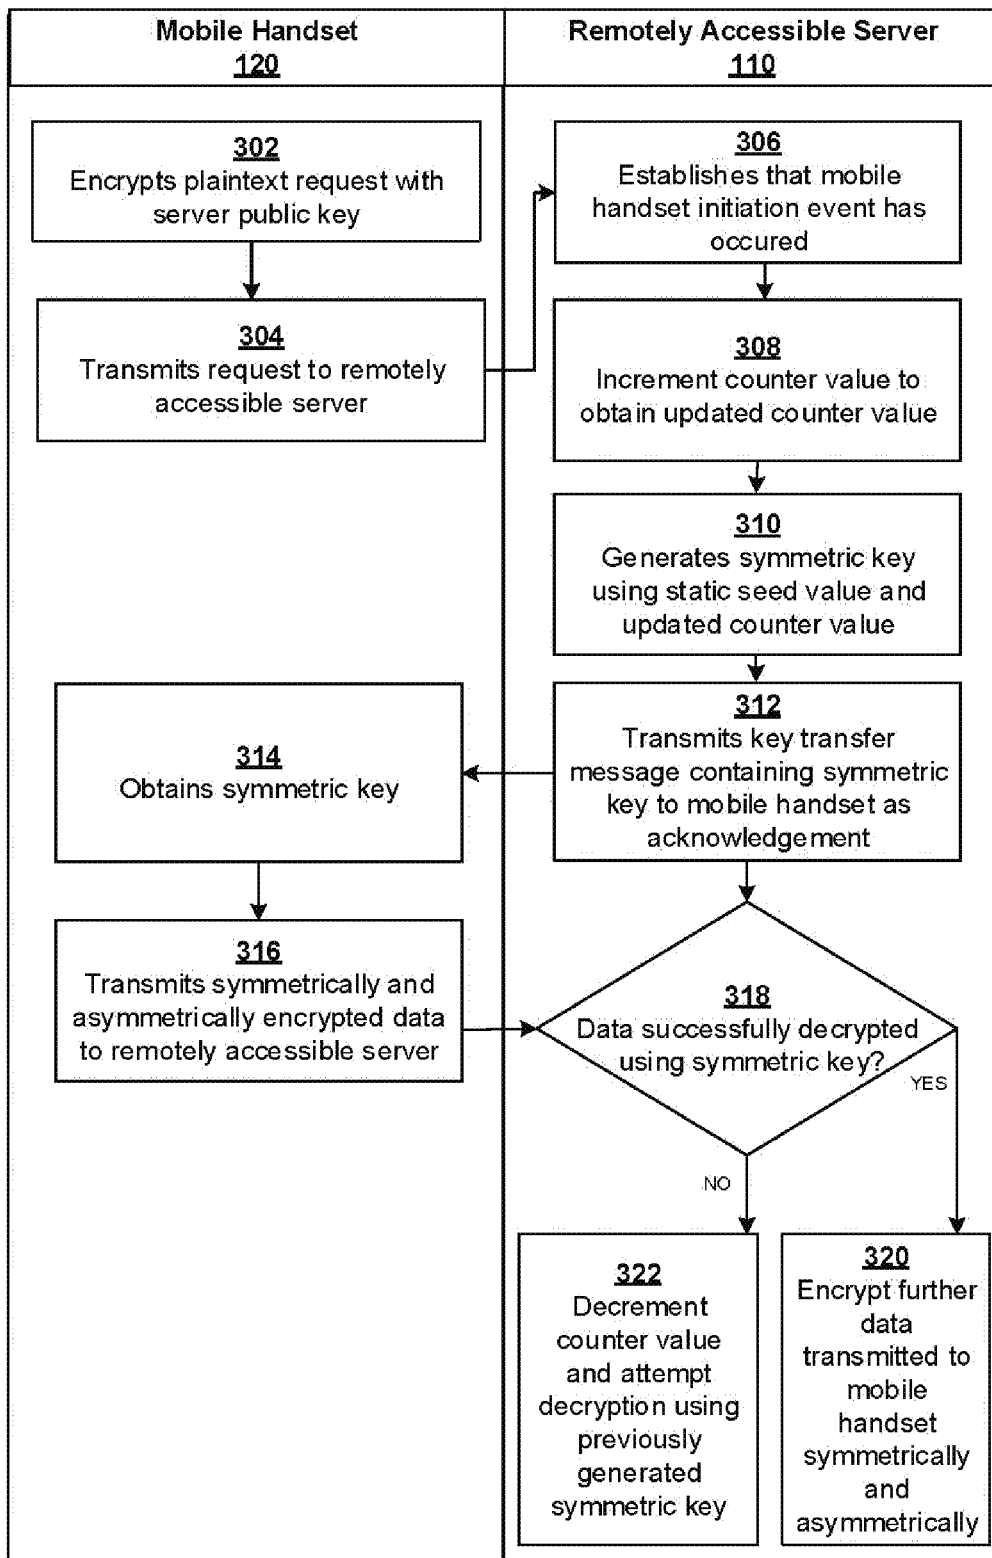 Mobile Handset
120
Remotely Accessible Server
110
302
Encrypts plaintext request with
server public key
304
Transmits request to remotely
accessible server
306
Establishes that mobile
handset initiation event has
occured
308
Increment counter value to
obtain updated counter value
310
Generates symmetric key
using static seed value and
updated counter value
312
Transmits key transfer
message containing symmetric
key to mobile handset as
acknowledgement
314
Obtains symmetric key
316
Transmits symmetrically and
asymmetrically encrypted data
to remotely accessible server
318
Data successfully decrypted
using symmetric key?
YES
NO
322
Decrement
counter value
and attempt
decryption using
previously
generated
symmetric key
320
Encrypt further
data
transmitted to
mobile
handset
symmetrically
and
asymmetrically